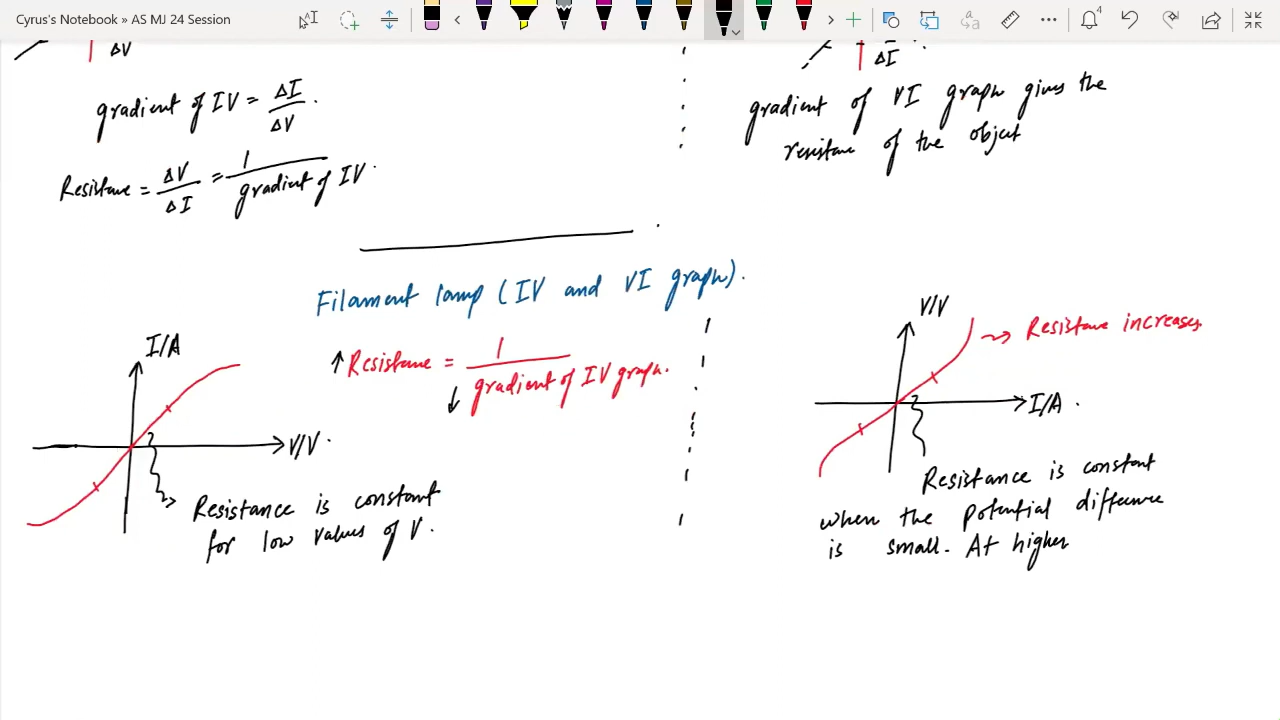 Cyrus's Notebook » AS MJ 24 Session
4
ΔV
gradient of IV = ΔI / ΔV .
Resistance = ΔV / ΔI = 1 / gradient of IV .
ΔI
gradient of VI graph gives the
resistance of the object
Filament lamp (IV and VI graph).
I/A
V/V
↑ Resistance = 1 / ↓ gradient of IV graph.
Resistance is constant
for low values of V.
V/V
Resistance increases
I/A
Resistance is constant
when the potential difference
is small. At higher